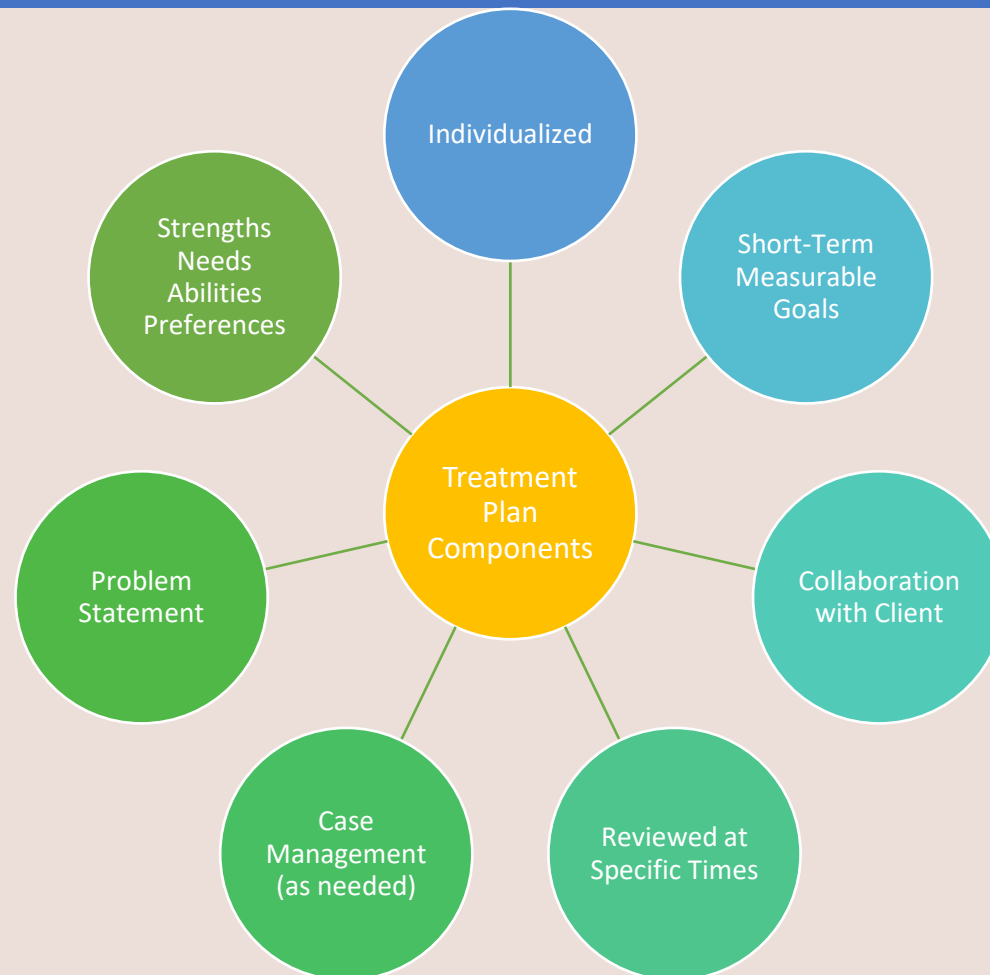 Individualized
Short-Term
Measurable
Goals
Collaboration
with Client
Reviewed at
Specific Times
Case
Management
(as needed)
Problem
Statement
Strengths
Needs
Abilities
Preferences
Treatment
Plan
Components